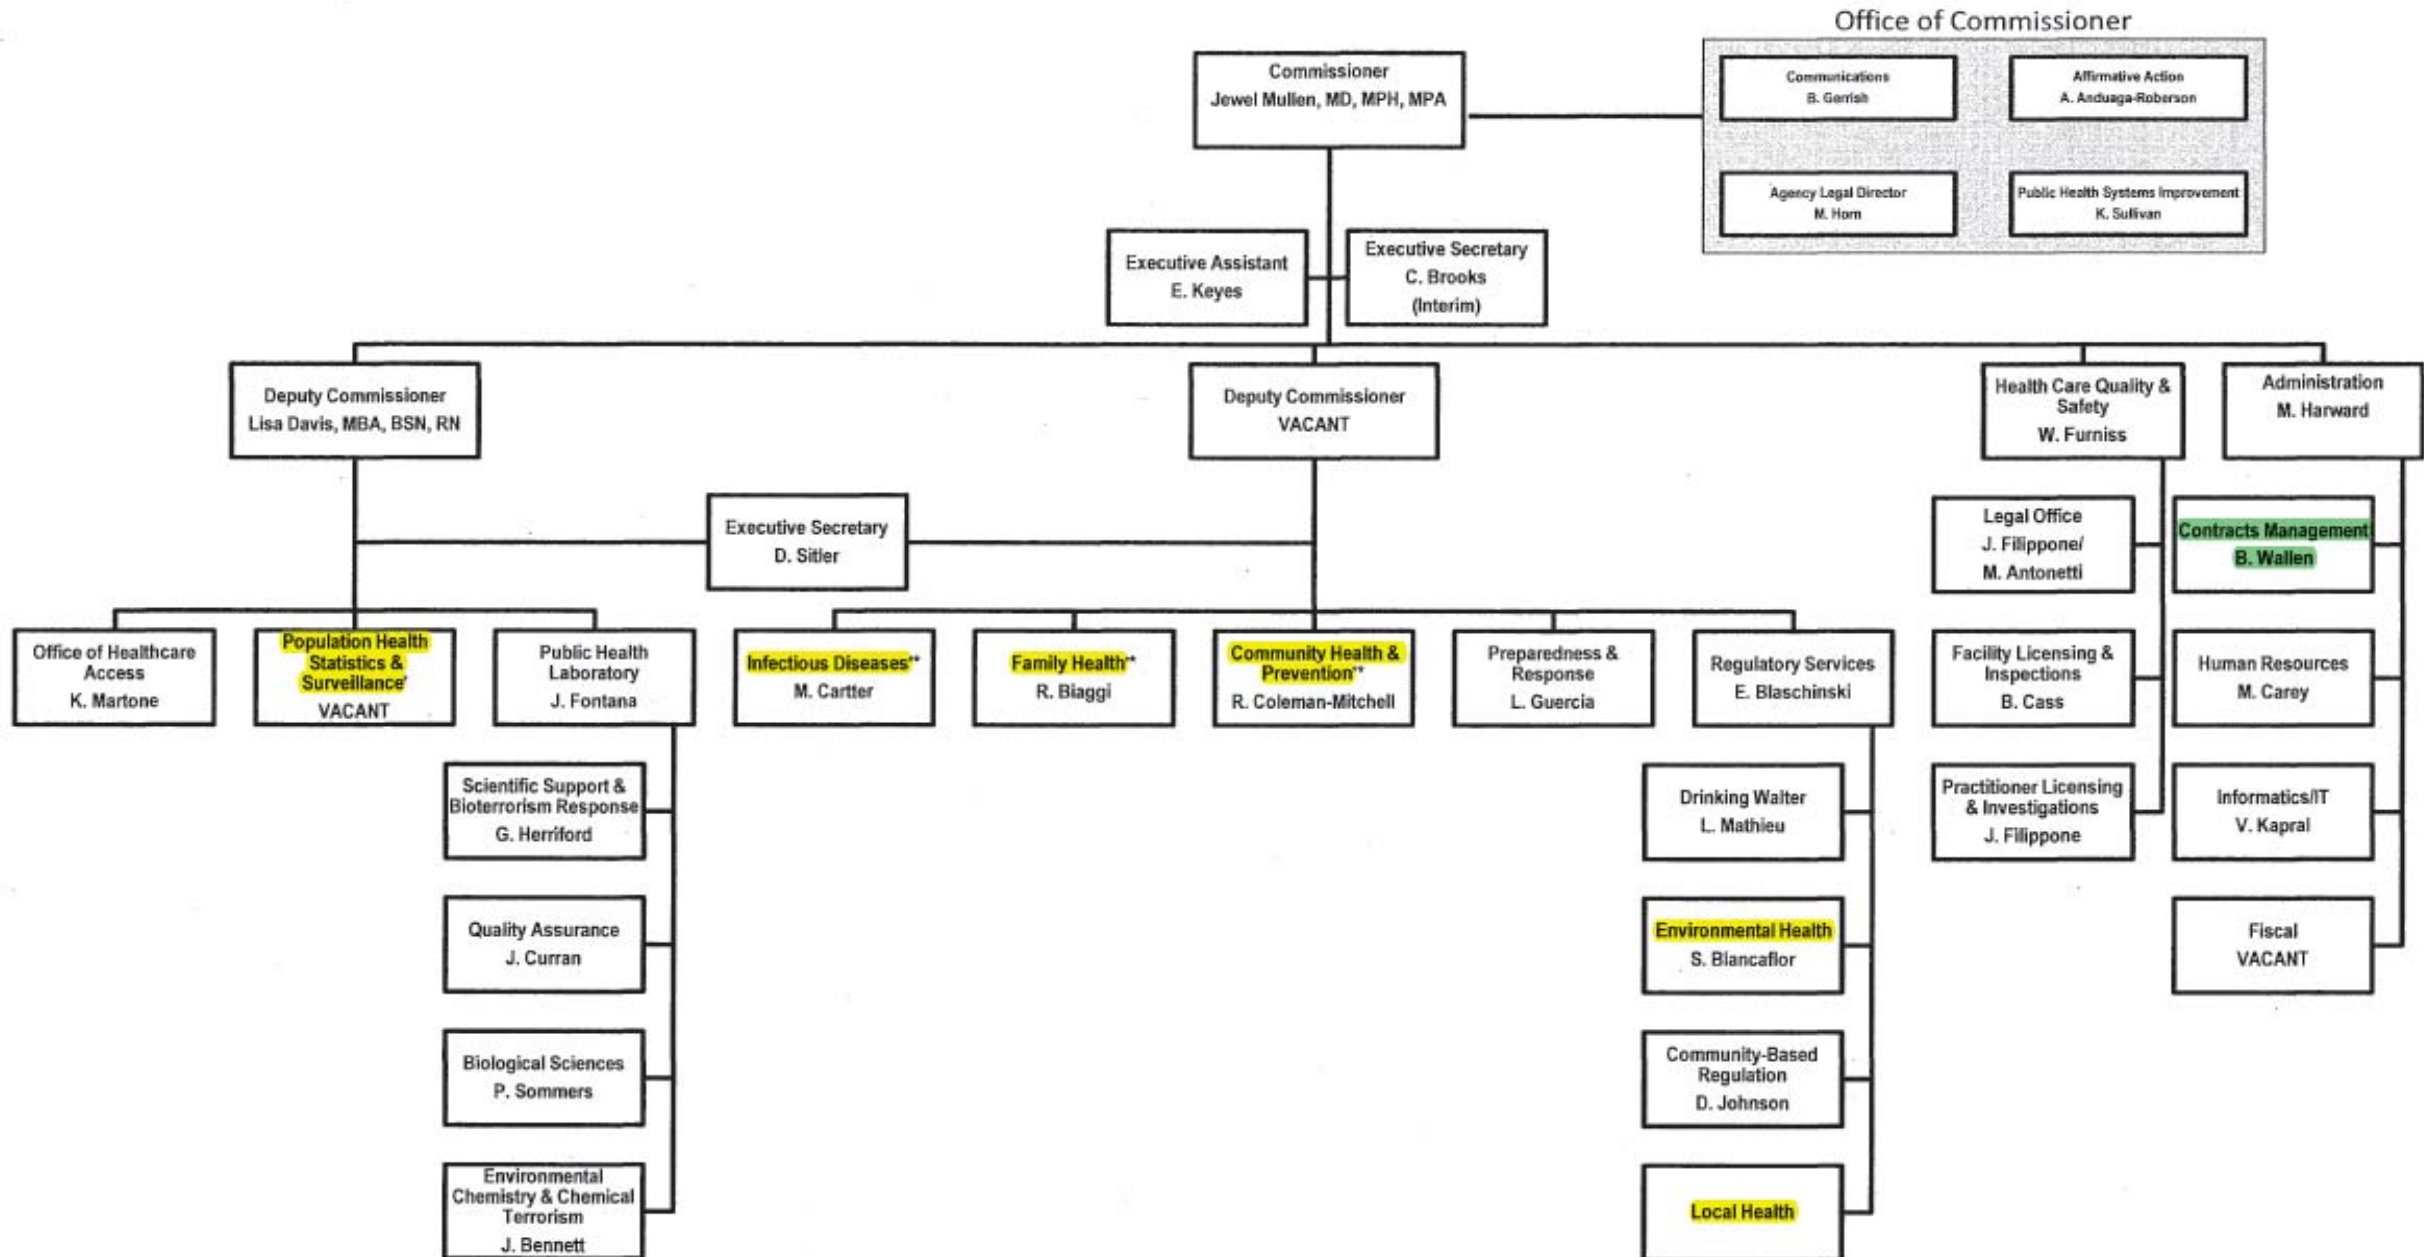 Office of Commissioner
Commissioner
Jewel Mullen, MD, MPH, MPA
Communications
B. Gerrish
Affirmative Action
A. Anduaga-Roberson
Agency Legal Director
M. Horn
Public Health Systems Improvement
K. Sullivan
Executive Assistant
E. Keyes
Executive Secretary
C. Brooks
(Interim)
Deputy Commissioner
Lisa Davis, MBA, BSN, RN
Deputy Commissioner
VACANT
Health Care Quality &
Safety
W. Furniss
Administration
M. Harward
Executive Secretary
D. Sitler
Legal Office
J. Filippone/
M. Antonetti
Contracts Management
B. Wallen
Office of Healthcare
Access
K. Martone
Population Health
Statistics &
Surveillance*
VACANT
Public Health
Laboratory
J. Fontana
Infectious Diseases**
M. Cartter
Family Health**
R. Biaggi
Community Health &
Prevention**
R. Coleman-Mitchell
Preparedness &
Response
L. Guercia
Regulatory Services
E. Blaschinski
Facility Licensing &
Inspections
B. Cass
Human Resources
M. Carey
Scientific Support &
Bioterrorism Response
G. Herriford
Drinking Walter
L. Mathieu
Practitioner Licensing
& Investigations
J. Filippone
Informatics/IT
V. Kapral
Quality Assurance
J. Curran
Environmental Health
S. Blancaflor
Fiscal
VACANT
Biological Sciences
P. Sommers
Community-Based
Regulation
D. Johnson
Environmental
Chemistry & Chemical
Terrorism
J. Bennett
Local Health